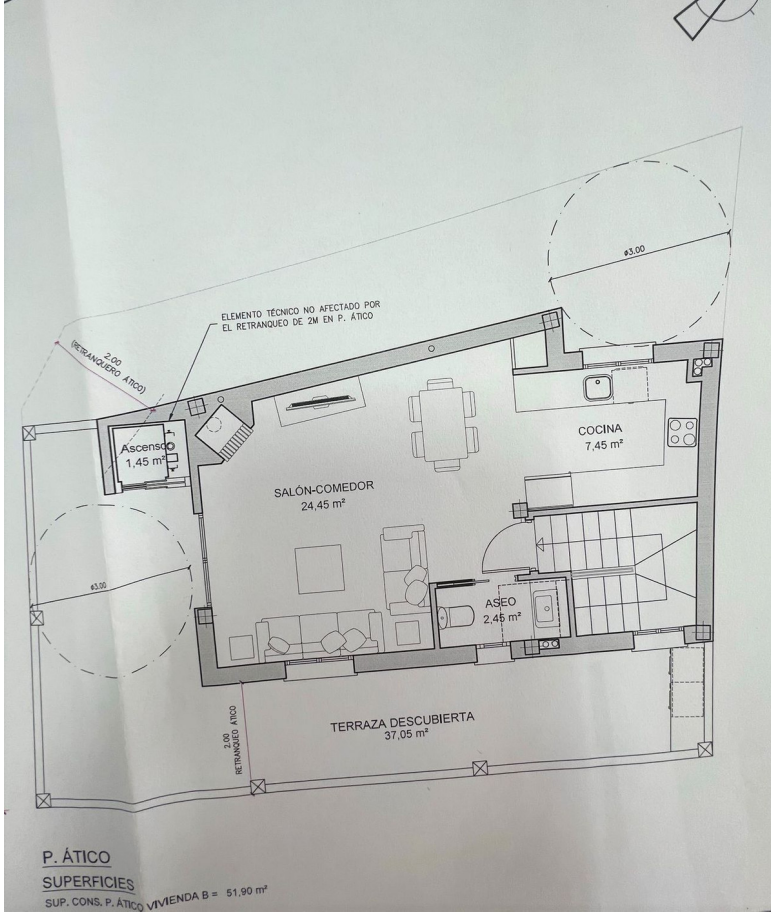 ø3.00
ELEMENTO TÉCNICO NO AFECTADO POR
EL RETRANQUEO DE 2M EN P. ÁTICO
2.00
(RETRANQUERO ÁTICO)
Ascenso
1,45 m²
COCINA
7,45 m²
SALÓN-COMEDOR
24,45 m²
ø3.00
ASEO
2,45 m²
2.00
RETRANQUEO ÁTICO
TERRAZA DESCUBIERTA
37,05 m²
P. ÁTICO
SUPERFICIES
SUP. CONS. P. ÁTICO VIVIENDA B = 51,90 m²